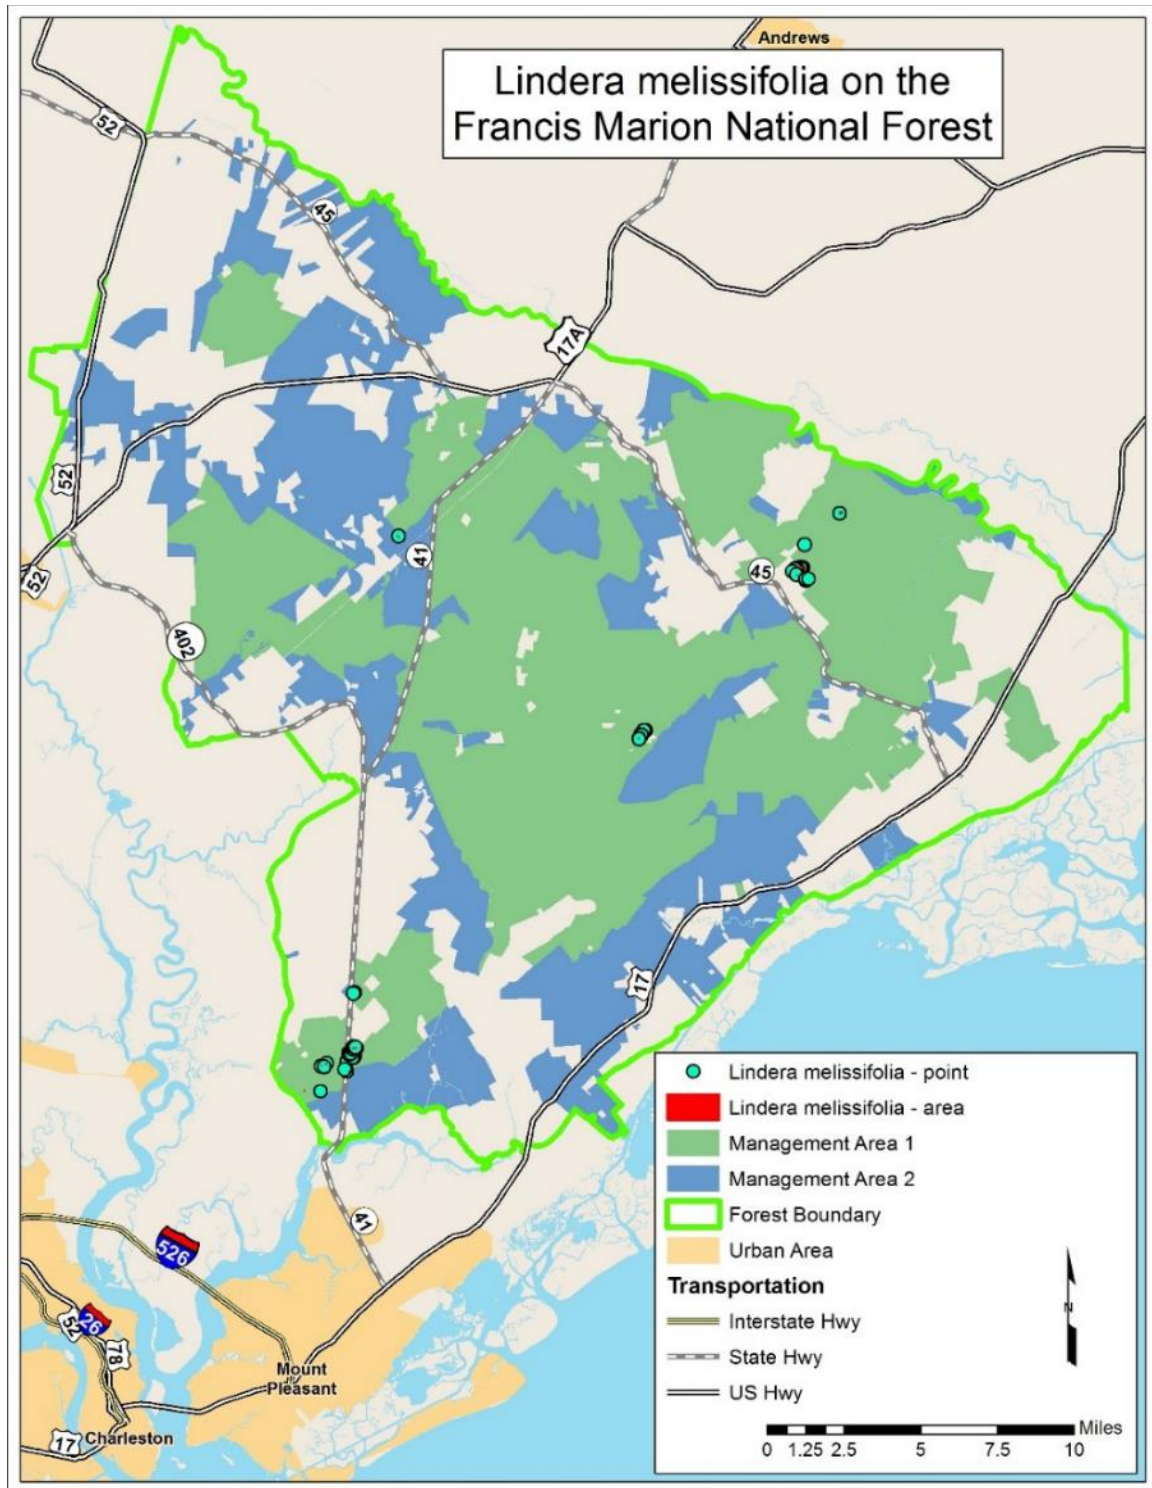 Andrews
Lindera melissifolia on the
Francis Marion National Forest
52
45
17A
52
41
45
52
402
17
Lindera melissifolia - point
Lindera melissifolia - area
Management Area 1
Management Area 2
Forest Boundary
Urban Area
Transportation
Interstate Hwy
State Hwy
US Hwy
N
Miles
0 1.25 2.5 5 7.5 10
41
526
26
52
78
Mount
Pleasant
17
Charleston